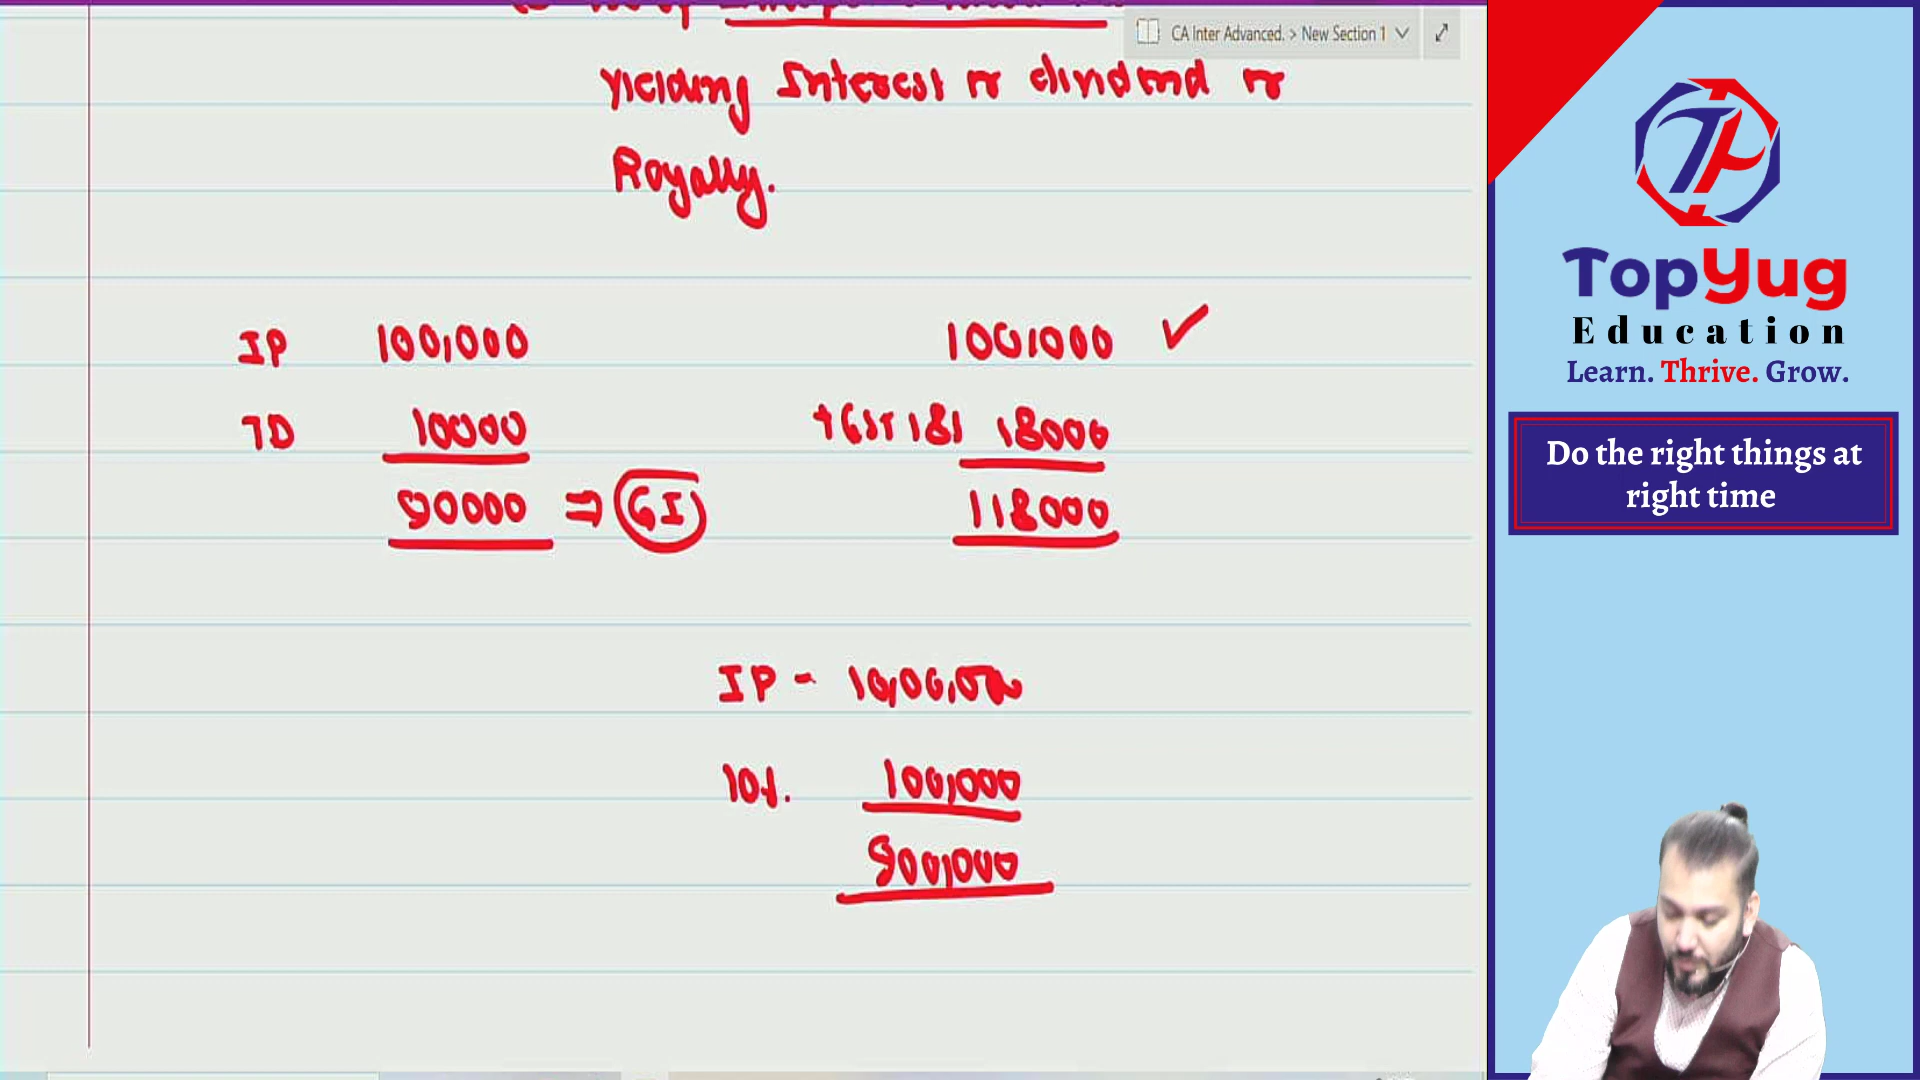 CA Inter Advanced. > New Section 1
yielding Interest or dividend or
Royalty.
IP 100,000 100,000 ✓
TD 10000 +GST 18% 18000
90000 ⇒ GI 118000
IP - 10,00,000
10%. 100,000
900,000
TopYug
Education
Learn. Thrive. Grow.
Do the right things at
right time